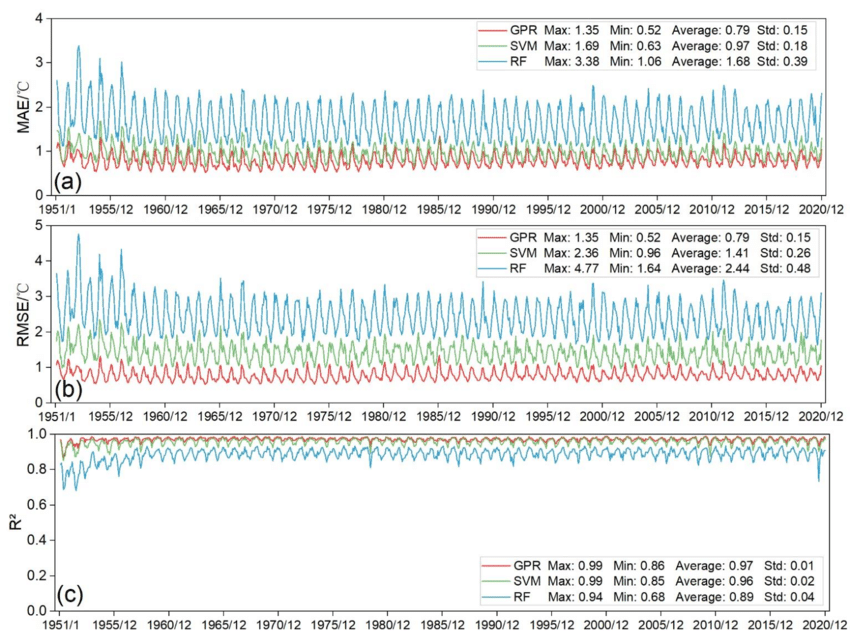 4
GPR Max: 1.35 Min: 0.52 Average: 0.79 Std: 0.15
SVM Max: 1.69 Min: 0.63 Average: 0.97 Std: 0.18
RF Max: 3.38 Min: 1.06 Average: 1.68 Std: 0.39
3
MAE/℃
2
1
(a)
0
1951/1 1955/12 1960/12 1965/12 1970/12 1975/12 1980/12 1985/12 1990/12 1995/12 2000/12 2005/12 2010/12 2015/12 2020/12
5
GPR Max: 1.35 Min: 0.52 Average: 0.79 Std: 0.15
SVM Max: 2.36 Min: 0.96 Average: 1.41 Std: 0.26
RF Max: 4.77 Min: 1.64 Average: 2.44 Std: 0.48
4
3
RMSE/℃
2
1
(b)
0
1951/1 1955/12 1960/12 1965/12 1970/12 1975/12 1980/12 1985/12 1990/12 1995/12 2000/12 2005/12 2010/12 2015/12 2020/12
1.0
0.8
0.6
R²
0.4
0.2
GPR Max: 0.99 Min: 0.86 Average: 0.97 Std: 0.01
SVM Max: 0.99 Min: 0.85 Average: 0.96 Std: 0.02
RF Max: 0.94 Min: 0.68 Average: 0.89 Std: 0.04
(c)
0.0
1951/1 1955/12 1960/12 1965/12 1970/12 1975/12 1980/12 1985/12 1990/12 1995/12 2000/12 2005/12 2010/12 2015/12 2020/12